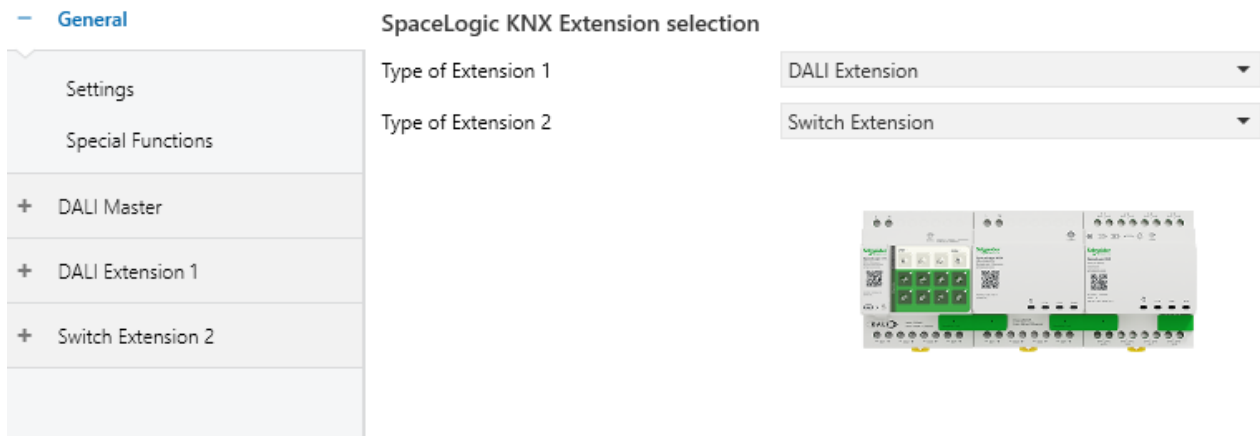 General
SpaceLogic KNX Extension selection
Settings
Special Functions
DALI Master
DALI Extension 1
Switch Extension 2
Type of Extension 1
DALI Extension
Type of Extension 2
Switch Extension
DALI